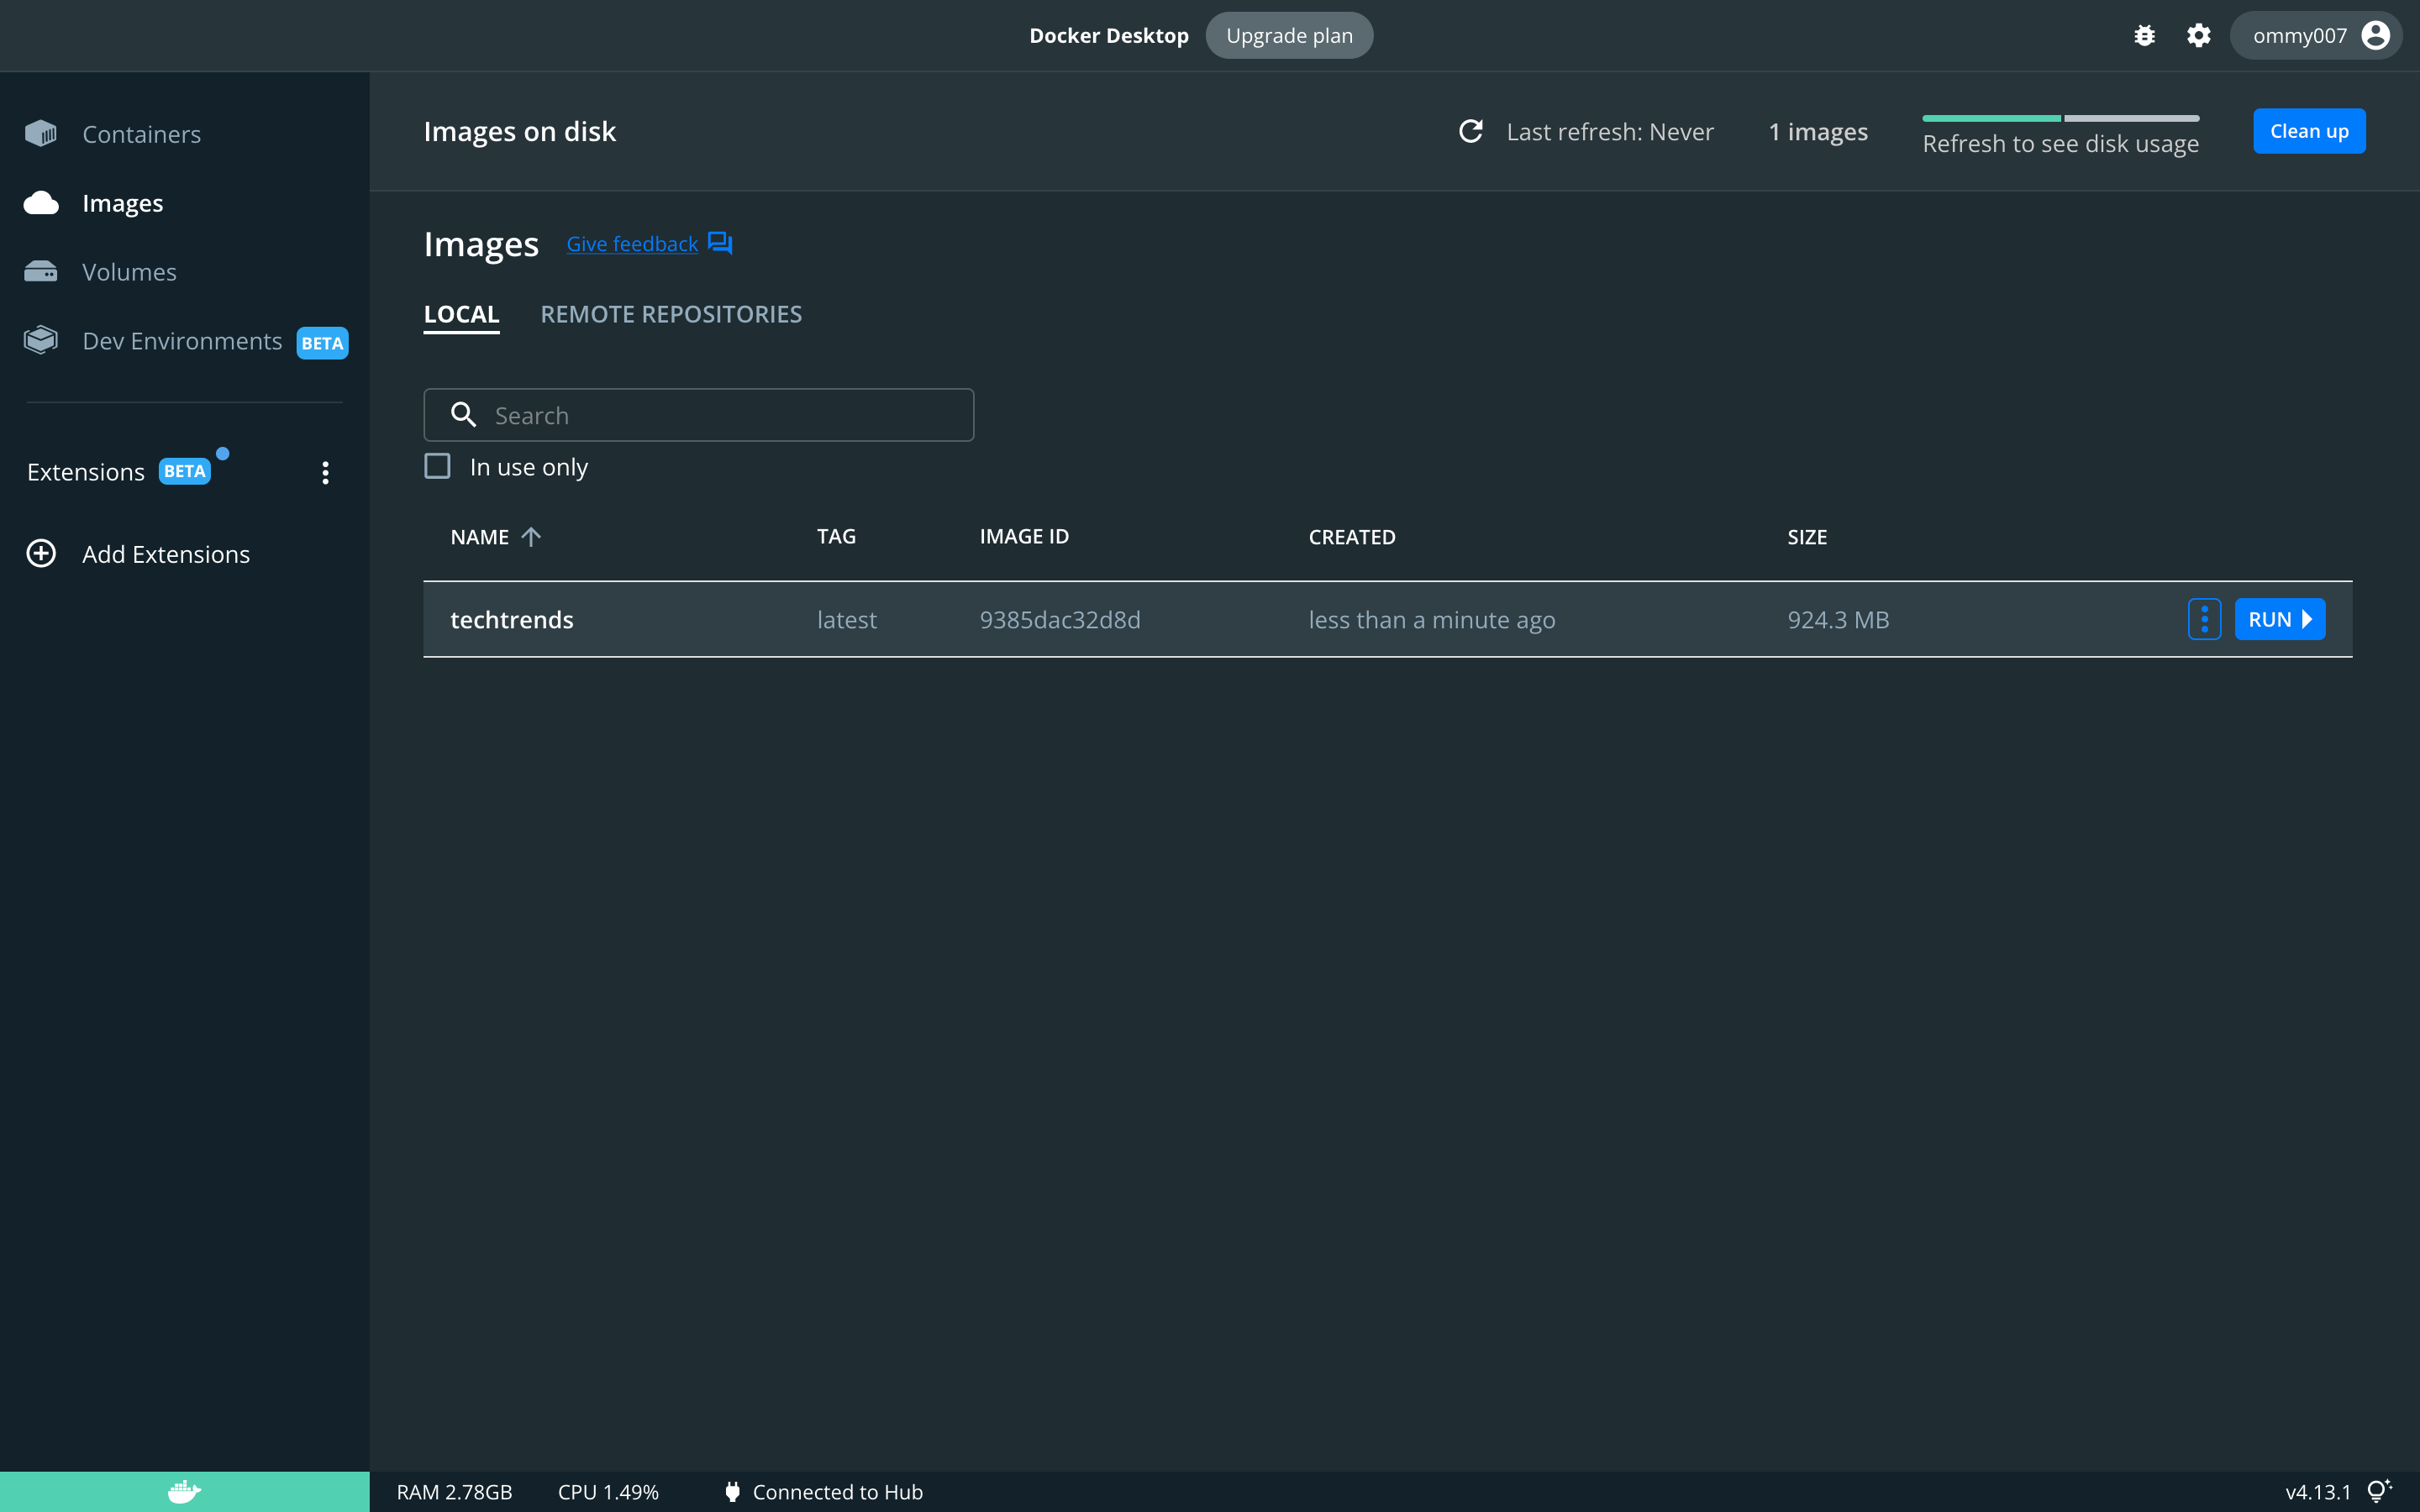 Docker Desktop Upgrade plan ommy007
Containers
Images
Volumes
Dev Environments BETA
Extensions BETA
Add Extensions
Images on disk Last refresh: Never 1 images Refresh to see disk usage Clean up
Images Give feedback
LOCAL REMOTE REPOSITORIES
Search
In use only
NAME TAG IMAGE ID CREATED SIZE
techtrends latest 9385dac32d8d less than a minute ago 924.3 MB RUN
RAM 2.78GB CPU 1.49% Connected to Hub v4.13.1